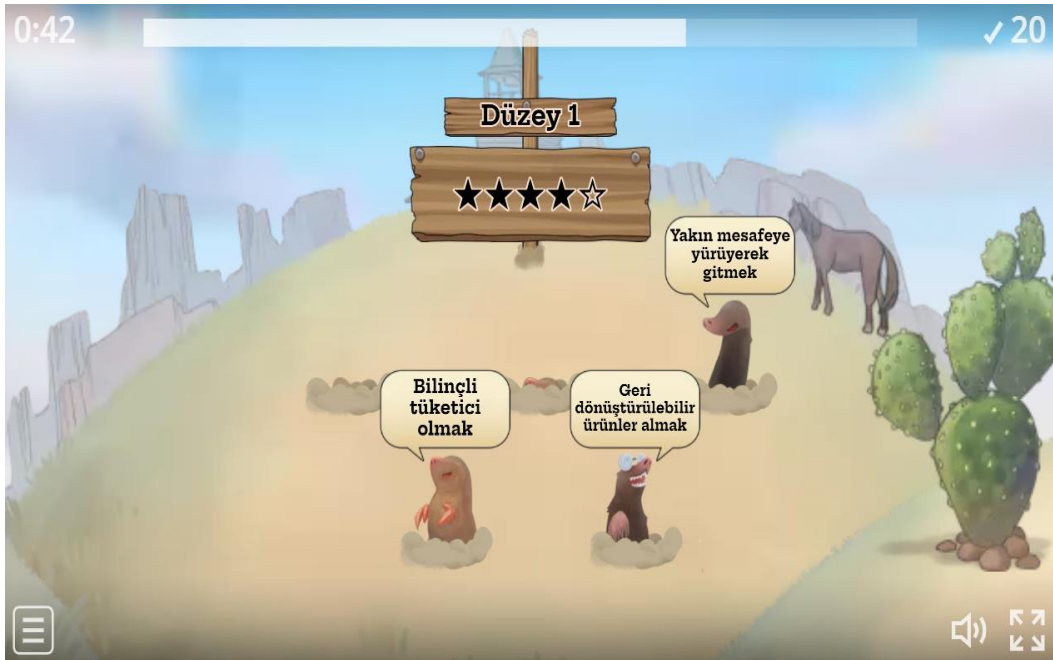 0:42
✓ 20
Düzey 1
Yakın mesafeye
yürüyerek
gitmek
Bilinçli
tüketici
olmak
Geri
dönüştürülebilir
ürünler almak